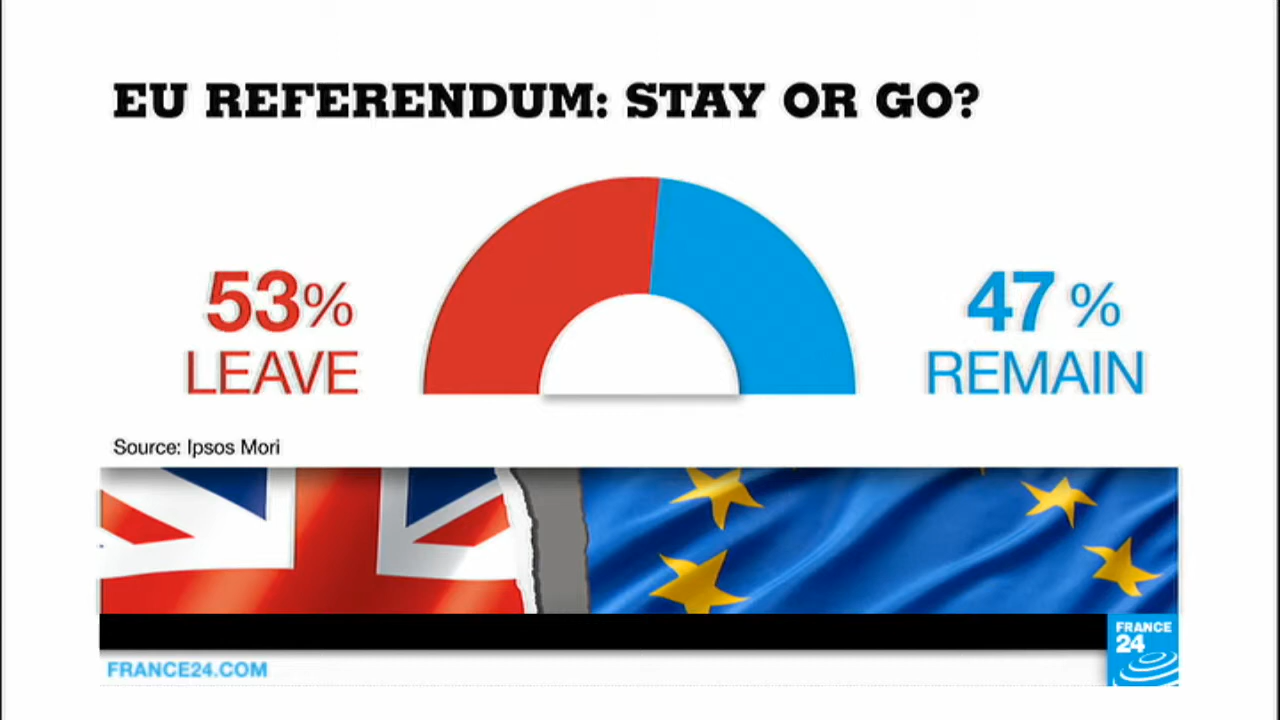 EU REFERENDUM: STAY OR GO?
53%
LEAVE
47 %
REMAIN
Source: Ipsos Mori
FRANCE
24
FRANCE24.COM